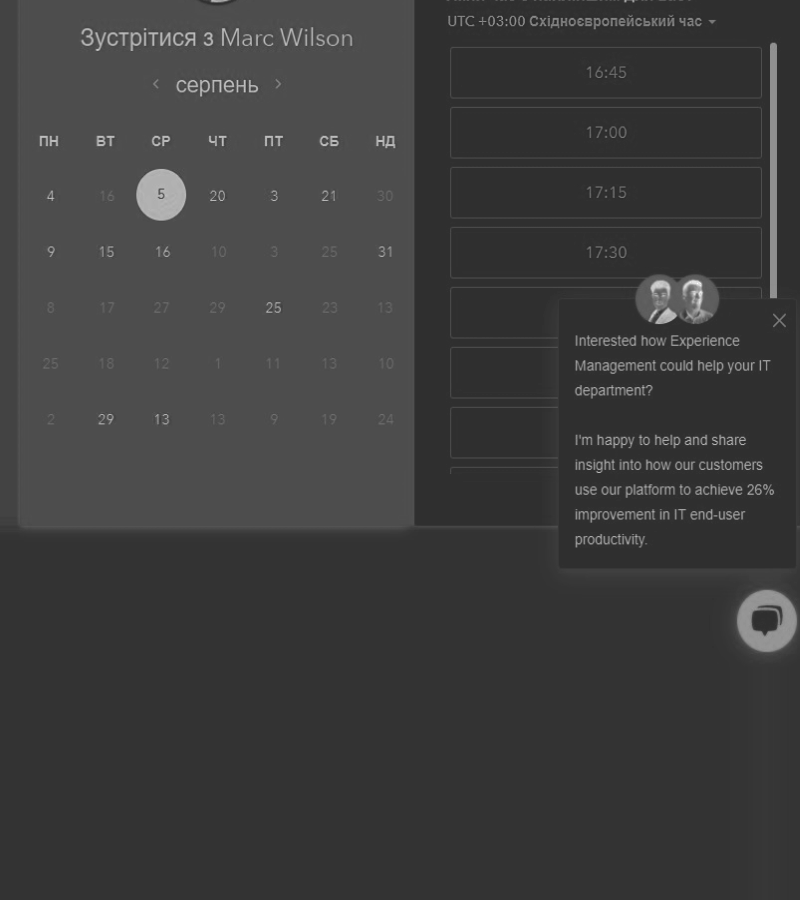 Зустрітися з Marc Wilson
серпень
ПН ВТ СР ЧТ ПТ СБ НД
4 16 5 20 3 21 30
9 15 16 10 3 25 31
8 17 27 29 25 23 13
25 18 12 1 11 13 10
2 29 13 13 9 19 24
UTC +03:00 Східноєвропейський час
16:45
17:00
17:15
17:30
Interested how Experience
Management could help your IT
department?
I'm happy to help and share
insight into how our customers
use our platform to achieve 26%
improvement in IT end-user
productivity.